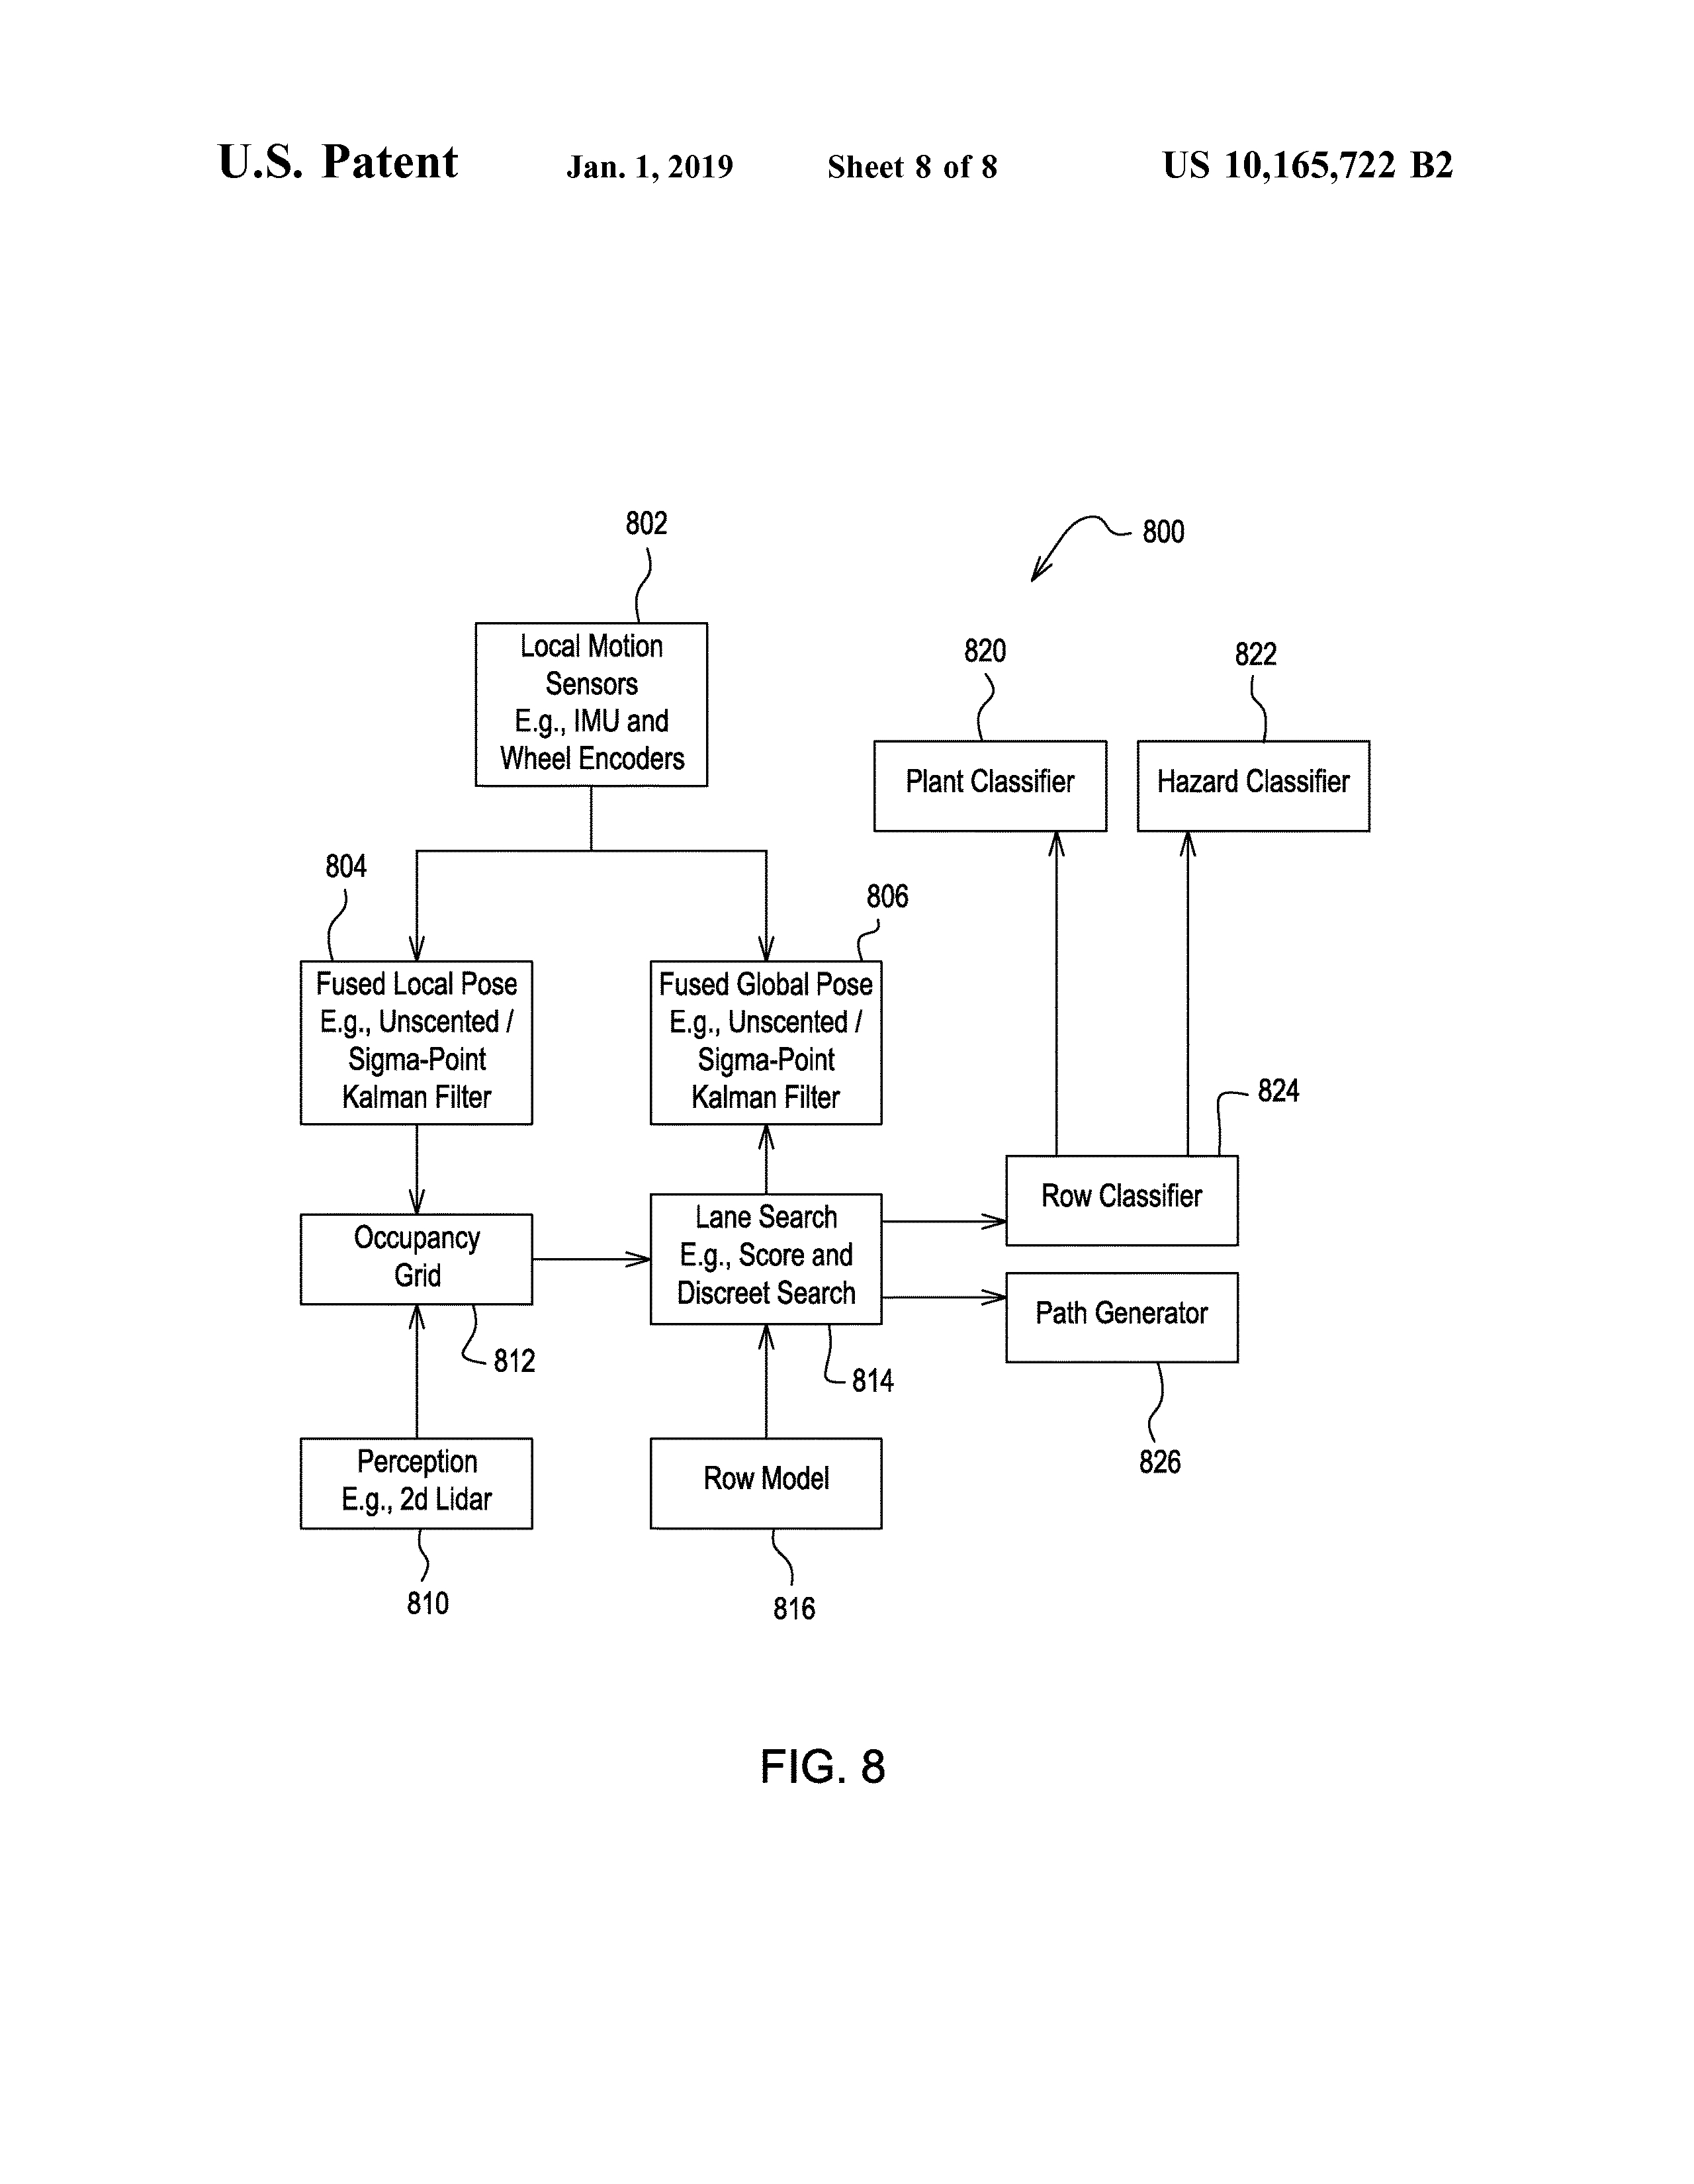 U.S. Patent Jan. 1, 2019 Sheet 8 of 8 US 10,165,722 B2
802
800
Local Motion
Sensors
E.g., IMU and
Wheel Encoders
820
822
Plant Classifier
Hazard Classifier
804
806
Fused Local Pose
E.g., Unscented /
Sigma-Point
Kalman Filter
Fused Global Pose
E.g., Unscented /
Sigma-Point
Kalman Filter
824
Row Classifier
Occupancy
Grid
Lane Search
E.g., Score and
Discreet Search
Path Generator
812
814
826
Perception
E.g., 2d Lidar
Row Model
810
816
FIG. 8